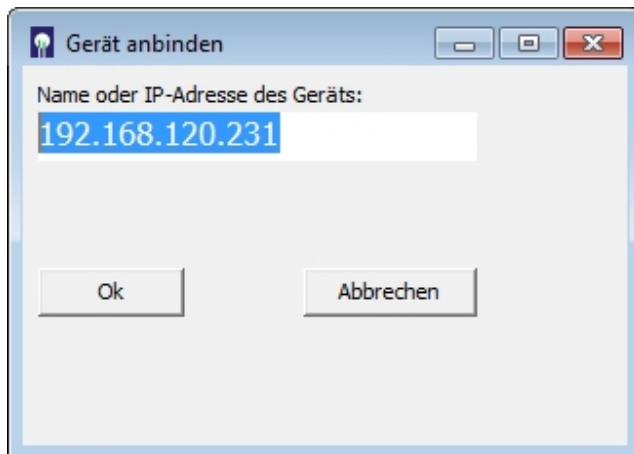 Gerät anbinden
Name oder IP-Adresse des Geräts:
192.168.120.231
Ok
Abbrechen